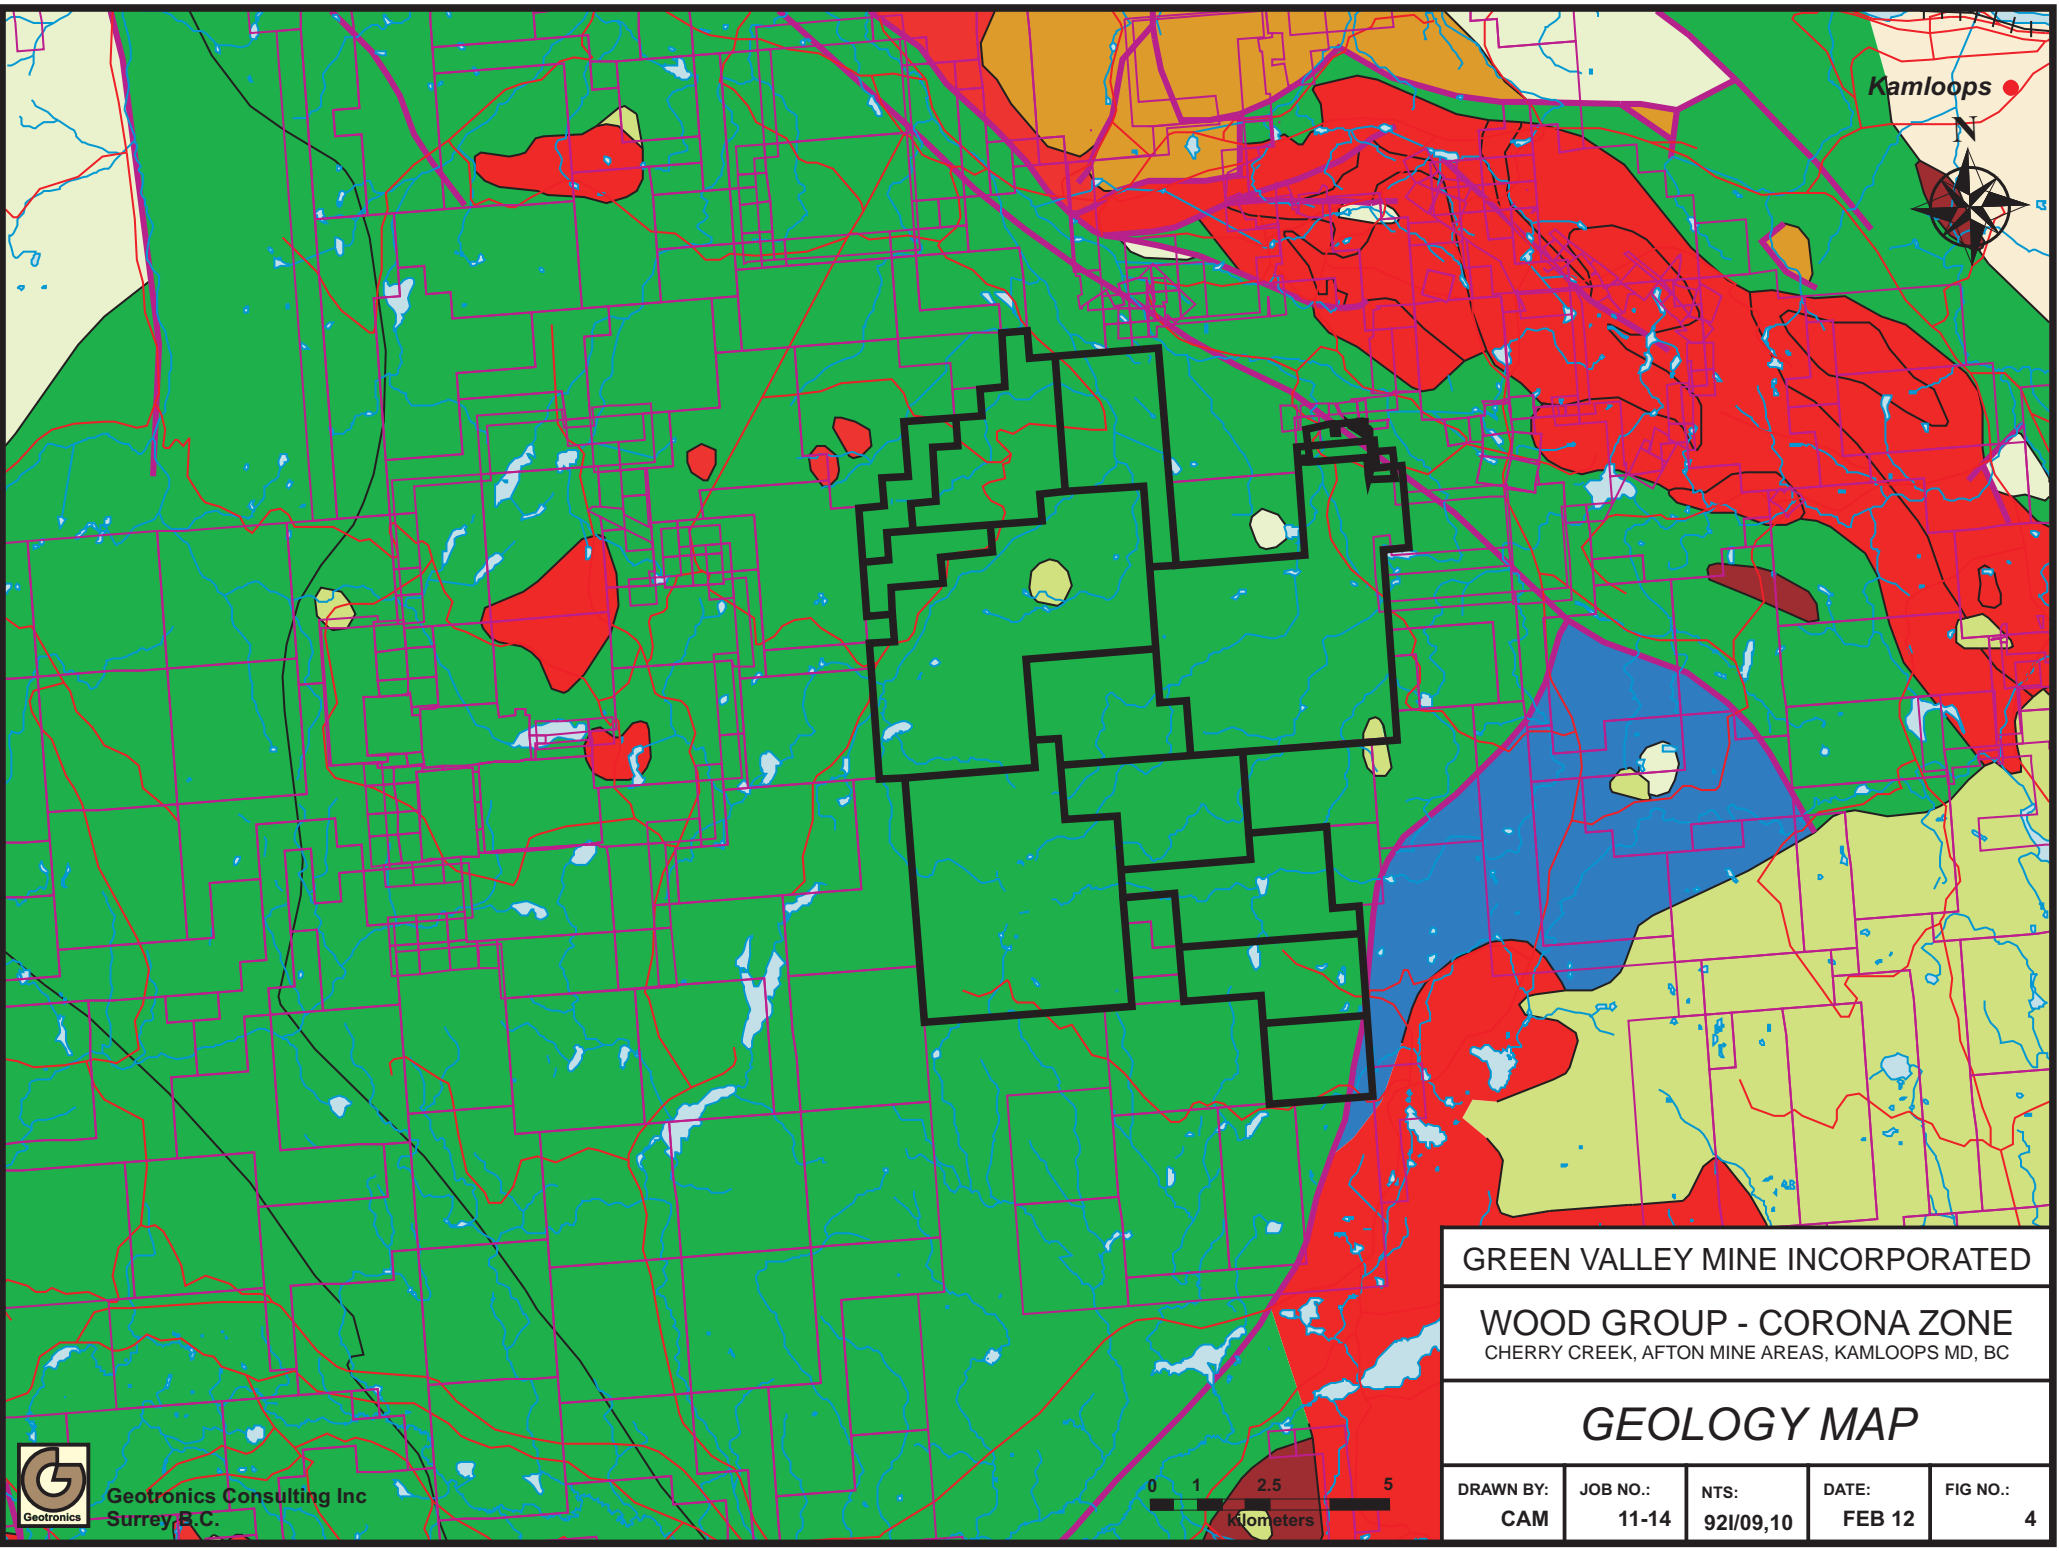 Kamloops
N
GREEN VALLEY MINE INCORPORATED
WOOD GROUP - CORONA ZONE
CHERRY CREEK, AFTON MINE AREAS, KAMLOOPS MD, BC
GEOLOGY MAP
DRAWN BY: JOB NO.: NTS: DATE: FIG NO.:
CAM 11-14 92I/09,10 FEB 12 4
0 1 2.5 5
kilometers
Geotronics Consulting Inc
Surrey B.C.
Geotronics